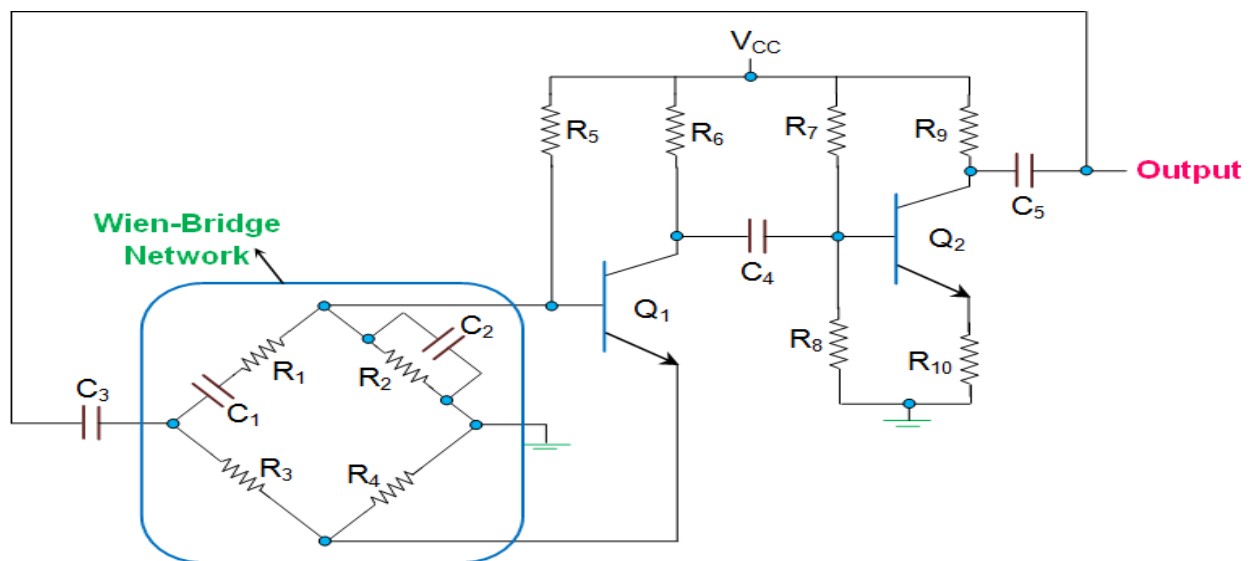 V_CC
R5
R6
R7
R9
Output
C5
Wien-Bridge
Network
C4
Q2
Q1
C2
R1
R2
R8
R10
C3
C1
R3
R4